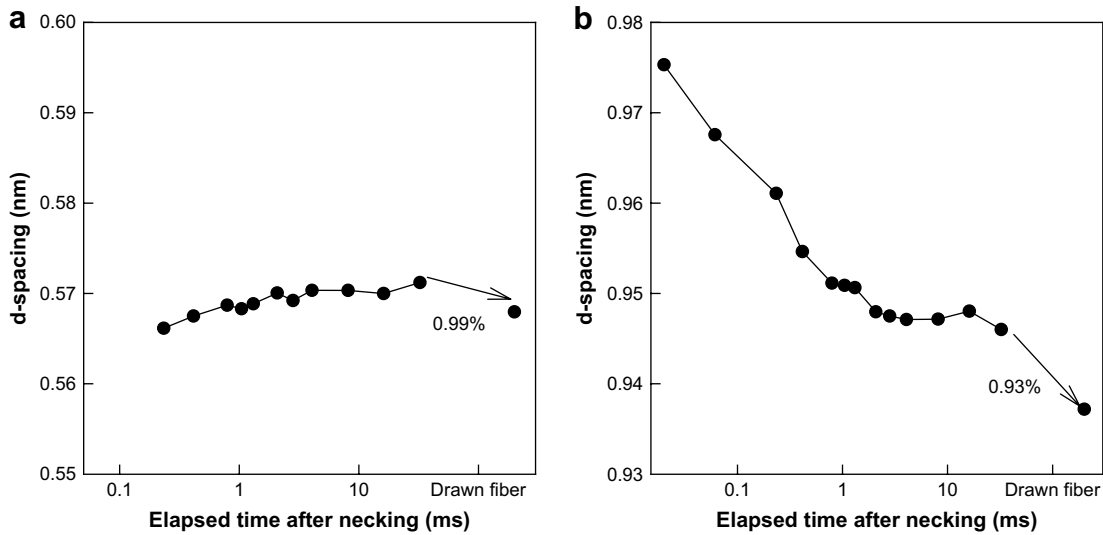 a
0.60
0.59
0.58
0.57
0.56
0.55
d-spacing (nm)
0.99%
0.1
1
10
Drawn fiber
Elapsed time after necking (ms)
b
0.98
0.97
0.96
0.95
0.94
0.93
d-spacing (nm)
0.93%
0.1
1
10
Drawn fiber
Elapsed time after necking (ms)